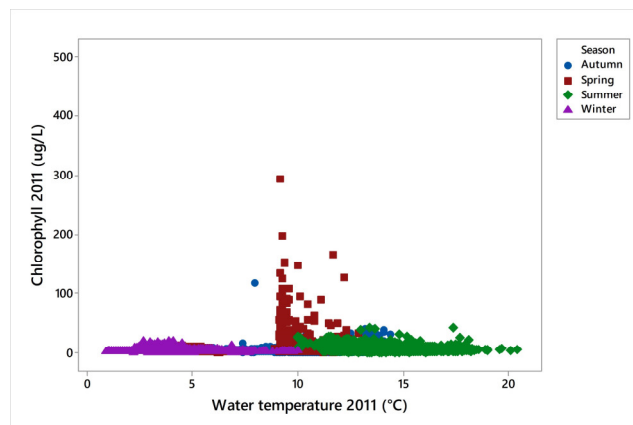 500
400
300
200
100
0
Chlorophyll 2011 (ug/L)
0 5 10 15 20
Water temperature 2011 (°C)
Season
Autumn
Spring
Summer
Winter